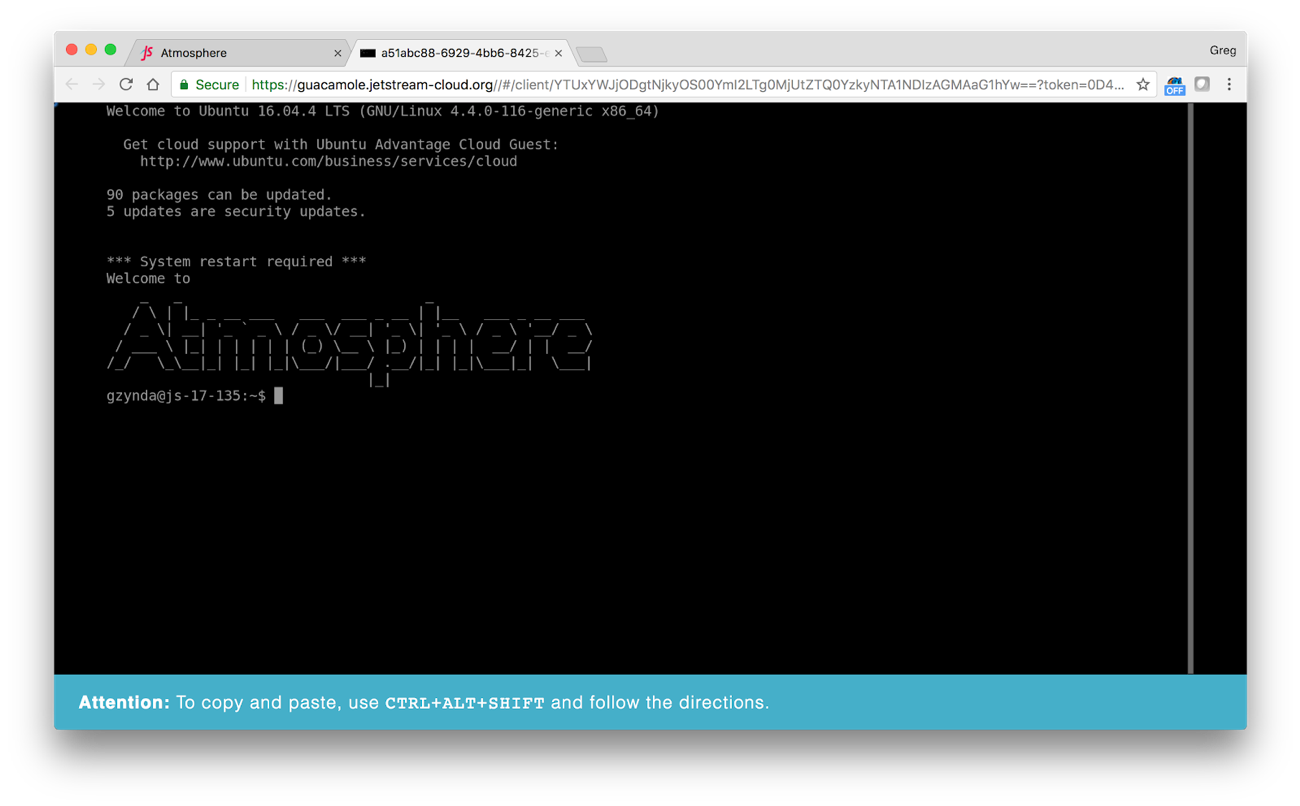 Atmosphere
a51abc88-6929-4bb6-8425-e
Greg
Secure
https://guacamole.jetstream-cloud.org//#/client/YTUxYWJjODgtNjkyOS00YmI2LTg0MjUtZTQ0YzkyNTA1NDIzAGMAaG1hYw==?token=0D4...
OFF
Welcome to Ubuntu 16.04.4 LTS (GNU/Linux 4.4.0-116-generic x86_64)
Get cloud support with Ubuntu Advantage Cloud Guest:
http://www.ubuntu.com/business/services/cloud
90 packages can be updated.
5 updates are security updates.
*** System restart required ***
Welcome to
Atmosphere
gzynda@js-17-135:~$
Attention: To copy and paste, use CTRL+ALT+SHIFT and follow the directions.